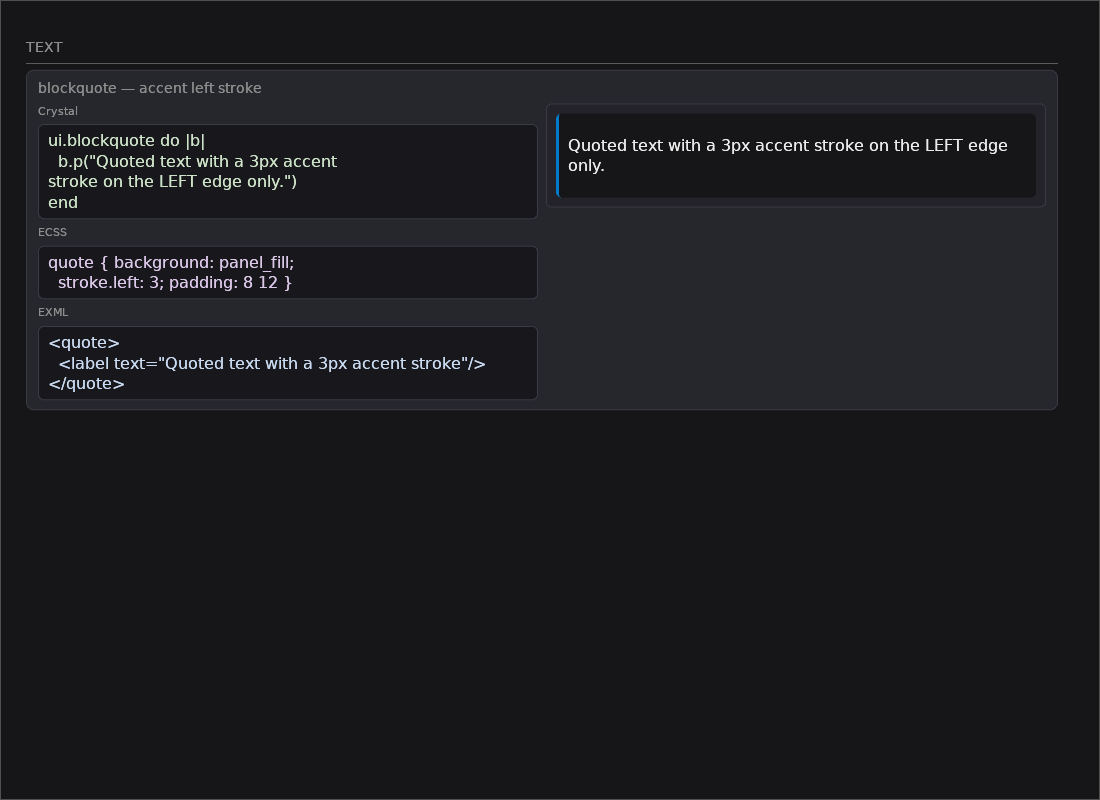 TEXT
blockquote — accent left stroke
Crystal
ui.blockquote do |b|
  b.p("Quoted text with a 3px accent
stroke on the LEFT edge only.")
end
ECSS
quote { background: panel_fill;
  stroke.left: 3; padding: 8 12 }
EXML
<quote>
  <label text="Quoted text with a 3px accent stroke"/>
</quote>
Quoted text with a 3px accent stroke on the LEFT edge
only.